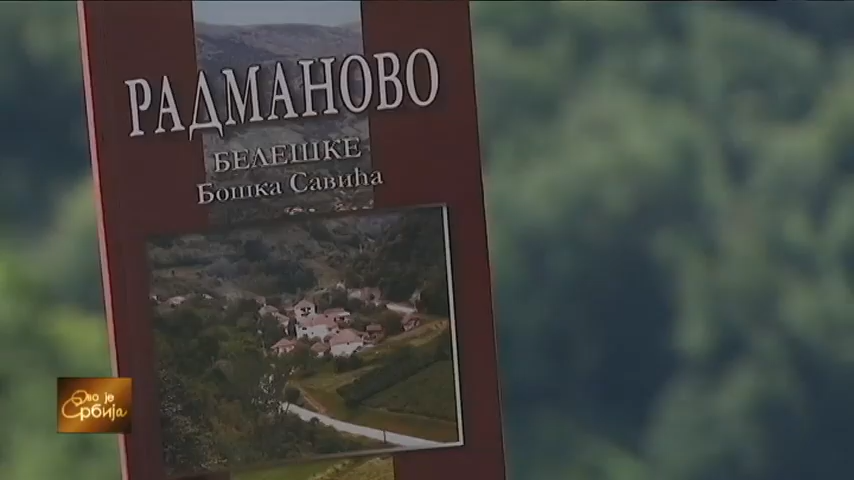 РАДМАНОВО
БЕЛЕШКЕ
Бошка Савића
Ово је
Србија